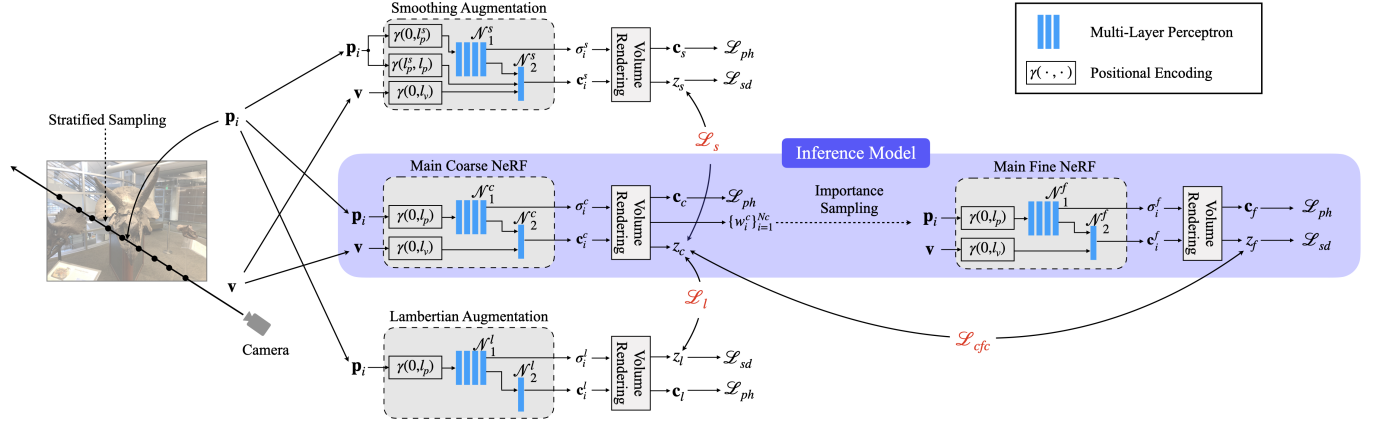 Smoothing Augmentation
p_i
γ(0,l_p^s)
γ(l_p^s, l_p)
v
γ(0,l_v)
𝒩_1^s
𝒩_2^s
σ_i^s
c_i^s
Volume Rendering
c_s
ℒ_ph
z_s
ℒ_sd
Multi-Layer Perceptron
γ(·,·)
Positional Encoding
Stratified Sampling
p_i
v
Camera
ℒ_s
Inference Model
Main Coarse NeRF
p_i
γ(0,l_p)
v
γ(0,l_v)
𝒩_1^c
𝒩_2^c
σ_i^c
c_i^c
Volume Rendering
c_c
ℒ_ph
{w_i^c}_{i=1}^{N_c}
z_c
Importance
Sampling
Main Fine NeRF
p_i
γ(0,l_p)
v
γ(0,l_v)
𝒩_1^f
𝒩_2^f
σ_i^f
c_i^f
Volume Rendering
c_f
ℒ_ph
z_f
ℒ_sd
ℒ_l
ℒ_cfc
Lambertian Augmentation
p_i
γ(0,l_p)
𝒩_1^l
𝒩_2^l
σ_i^l
c_i^l
Volume Rendering
z_l
ℒ_sd
c_l
ℒ_ph